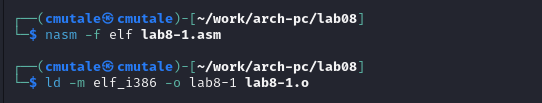 ┌──(cmutale㉿cmutale)-[~/work/arch-pc/lab08]
└─$ nasm -f elf lab8-1.asm
┌──(cmutale㉿cmutale)-[~/work/arch-pc/lab08]
└─$ ld -m elf_i386 -o lab8-1 lab8-1.o